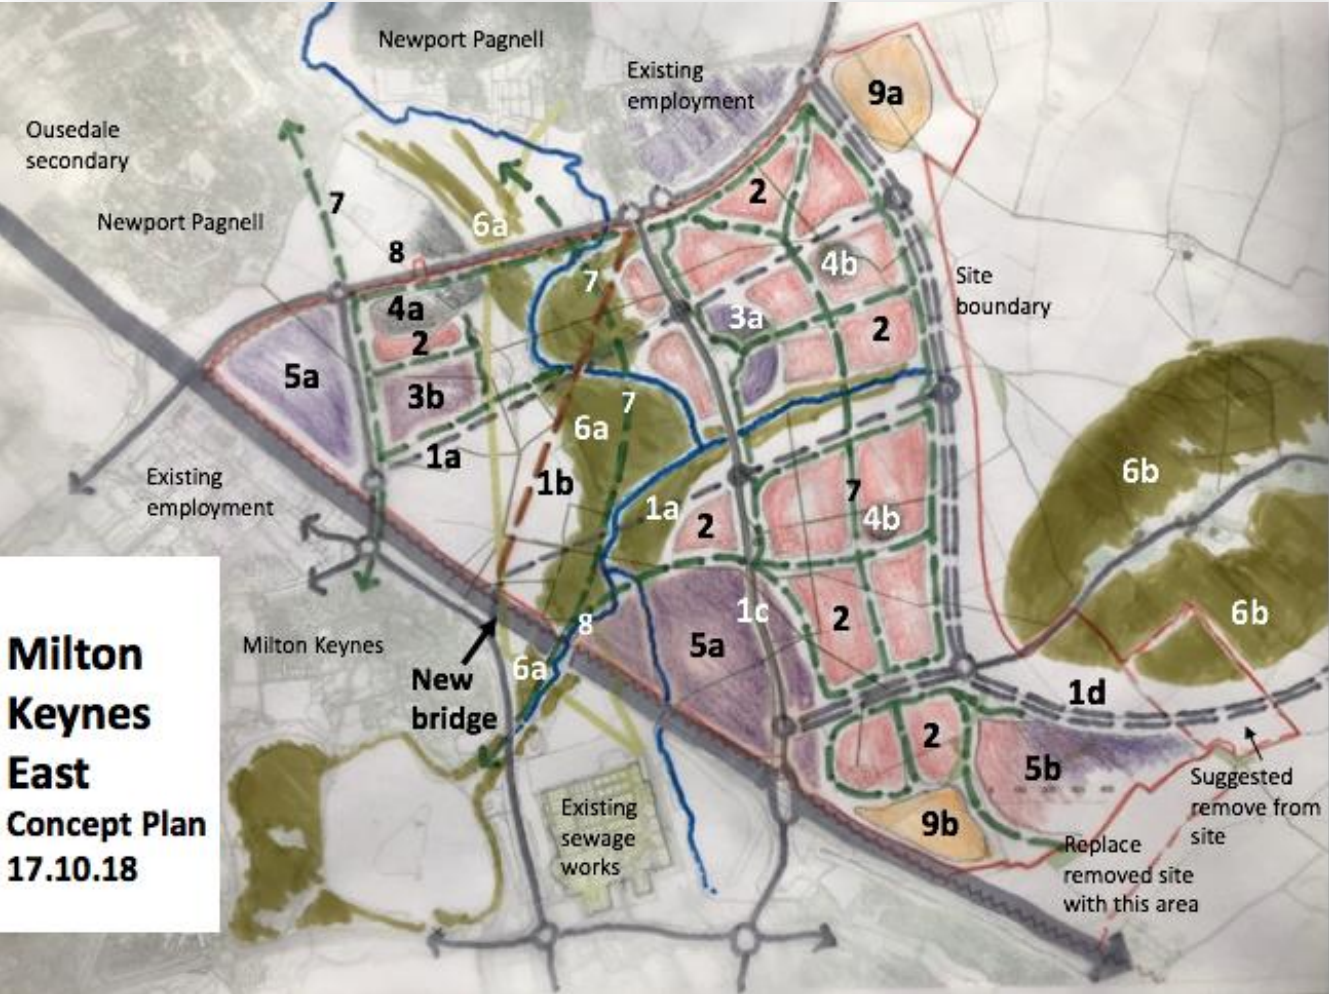 Newport Pagnell
Existing
employment
9a
Ousedale
secondary
7
2
6a
Newport Pagnell
8
4b
7
Site
boundary
4a
3a
2
2
5a
3b
7
6a
1a
6b
Existing
employment
1b
7
1a
2
4b
1c
8
2
6b
Milton Keynes
5a
6a
New
bridge
1d
2
5b
Suggested
remove from
site
Existing
sewage
works
9b
Replace
removed site
with this area
Milton
Keynes
East
Concept Plan
17.10.18